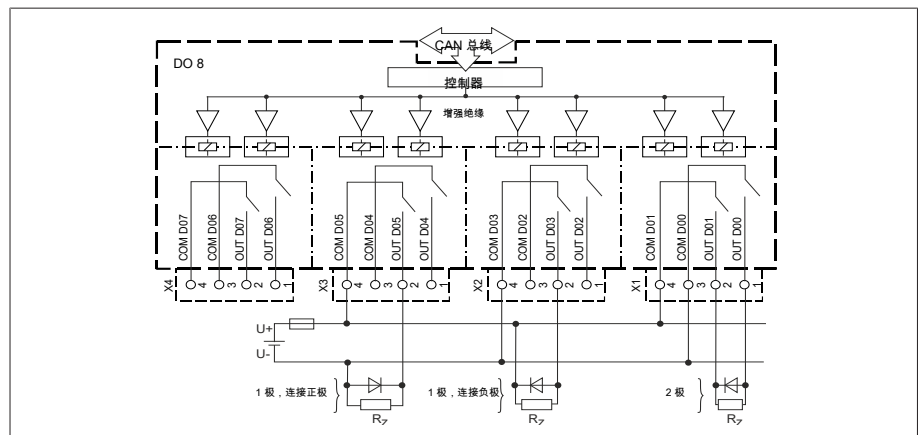 CAN 总线
DO 8
控制器
增强绝缘
COM D07
COM D06
OUT D07
OUT D06
COM D05
COM D04
OUT D05
OUT D04
COM D03
COM D02
OUT D03
OUT D02
COM D01
COM D00
OUT D01
OUT D00
X4
4
3
2
1
X3
4
3
2
1
X2
4
3
2
1
X1
4
3
2
1
U+
U-
1 极，连接正极
1 极，连接负极
2 极
RZ
RZ
RZ